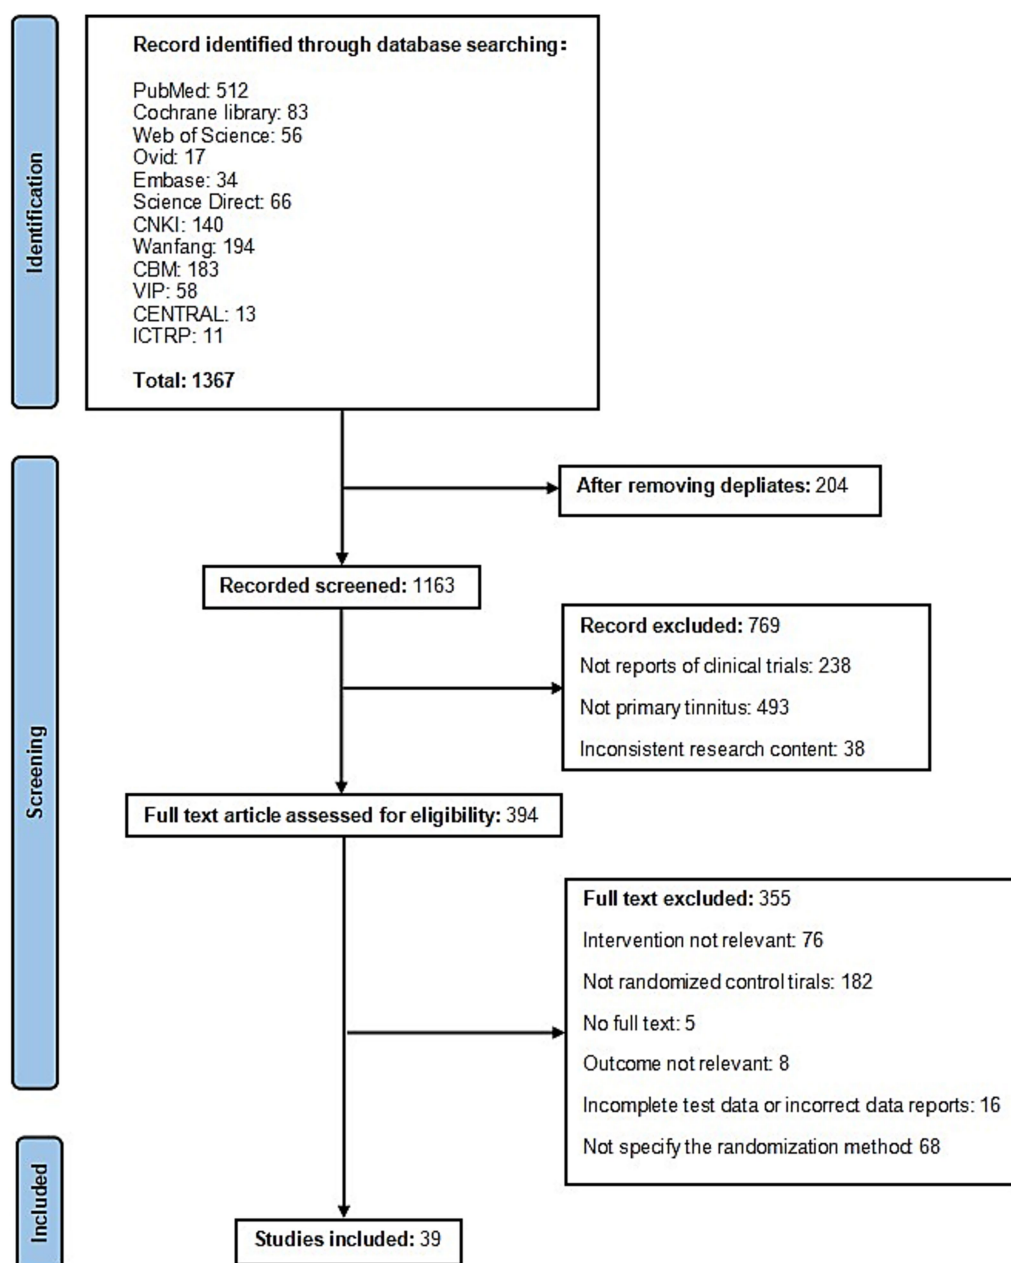 Identification
Record identified through database searching:
PubMed: 512
Cochrane library: 83
Web of Science: 56
Ovid: 17
Embase: 34
Science Direct: 66
CNKI: 140
Wanfang: 194
CBM: 183
VIP: 58
CENTRAL: 13
ICTRP: 11
Total: 1367
Screening
After removing depliates: 204
Recorded screened: 1163
Record excluded: 769
Not reports of clinical trials: 238
Not primary tinnitus: 493
Inconsistent research content: 38
Full text article assessed for eligibility: 394
Full text excluded: 355
Intervention not relevant: 76
Not randomized control tirals: 182
No full text: 5
Outcome not relevant: 8
Incomplete test data or incorrect data reports: 16
Not specify the randomization method: 68
Included
Studies included: 39